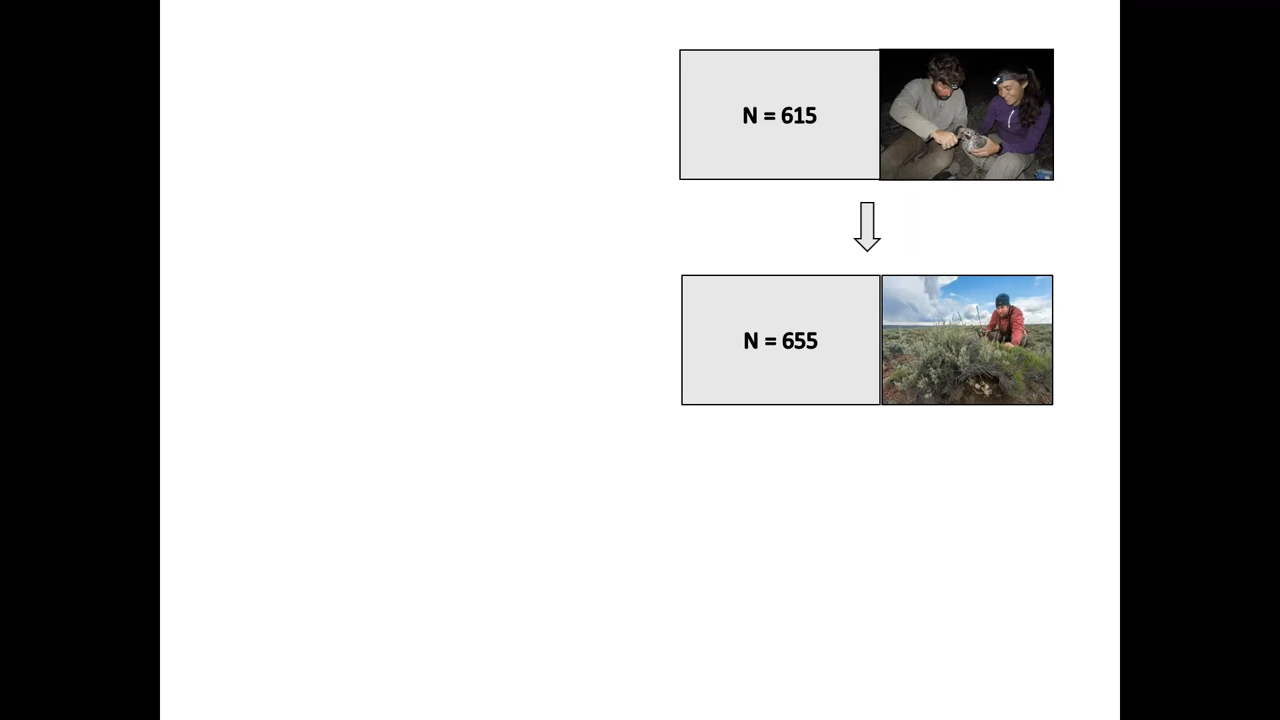 N = 615
N = 655